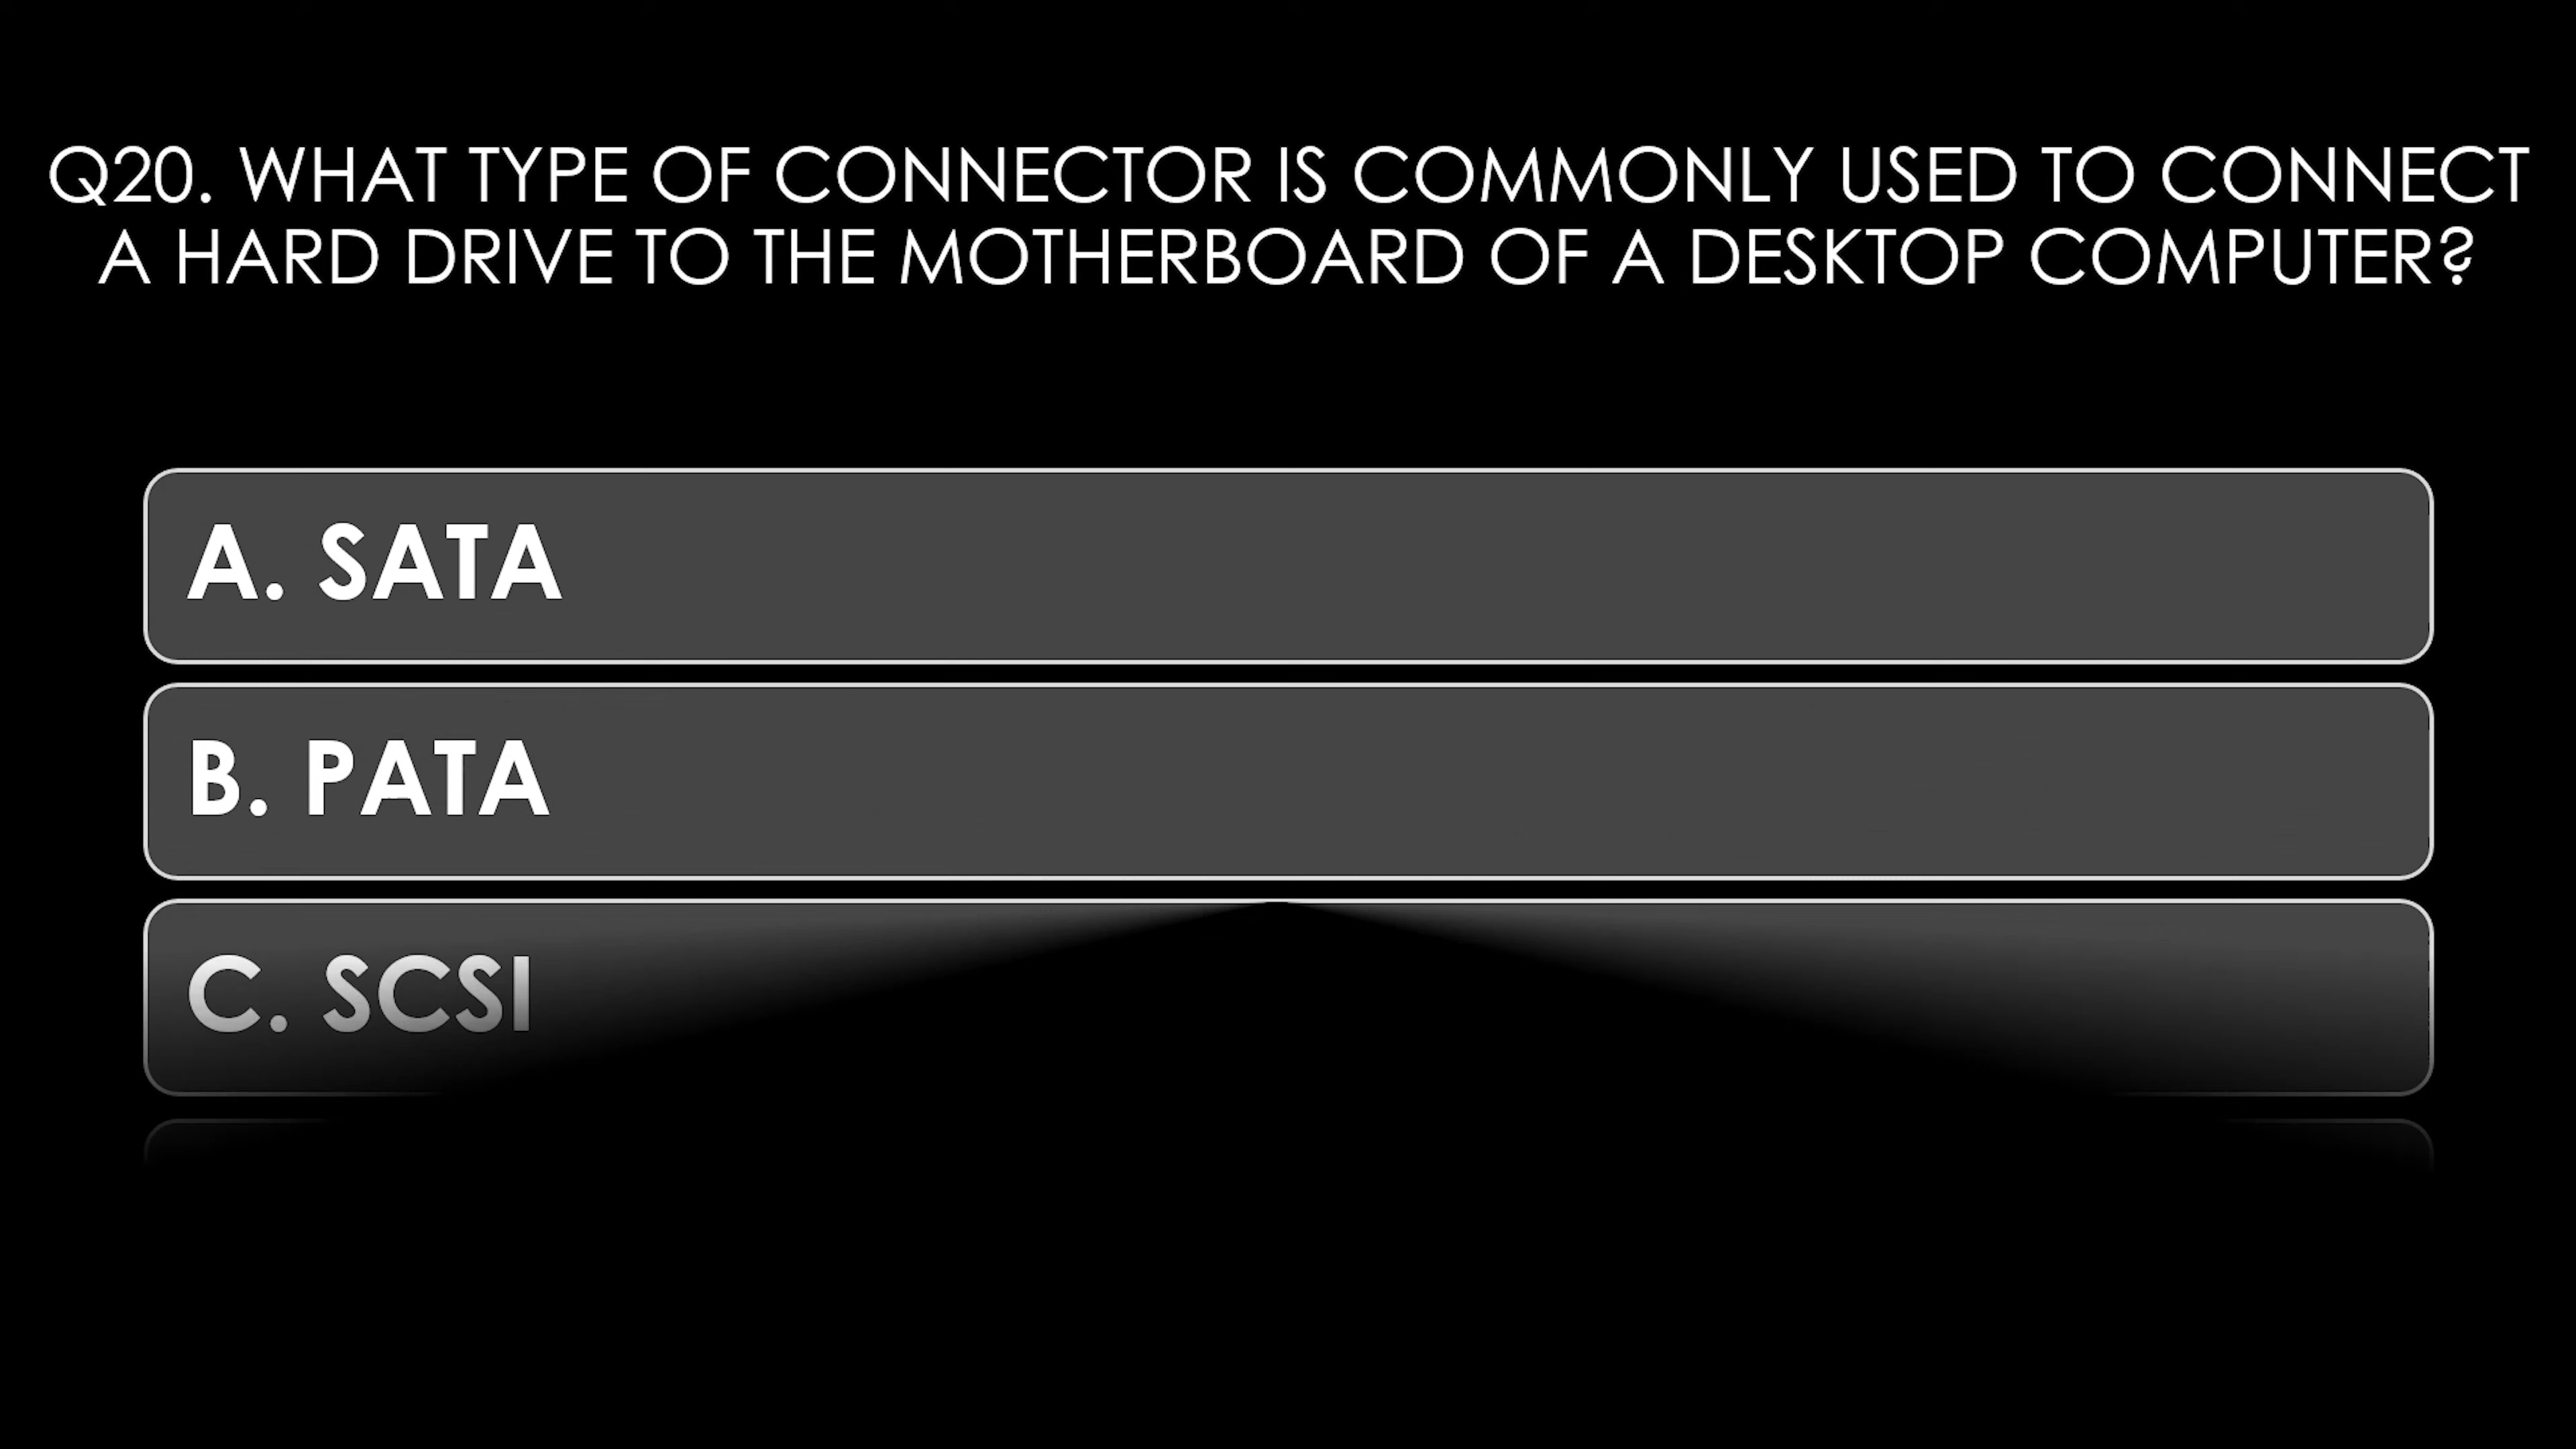 Q20. WHAT TYPE OF CONNECTOR IS COMMONLY USED TO CONNECT
A HARD DRIVE TO THE MOTHERBOARD OF A DESKTOP COMPUTER?
A. SATA
B. PATA
C. SCSI